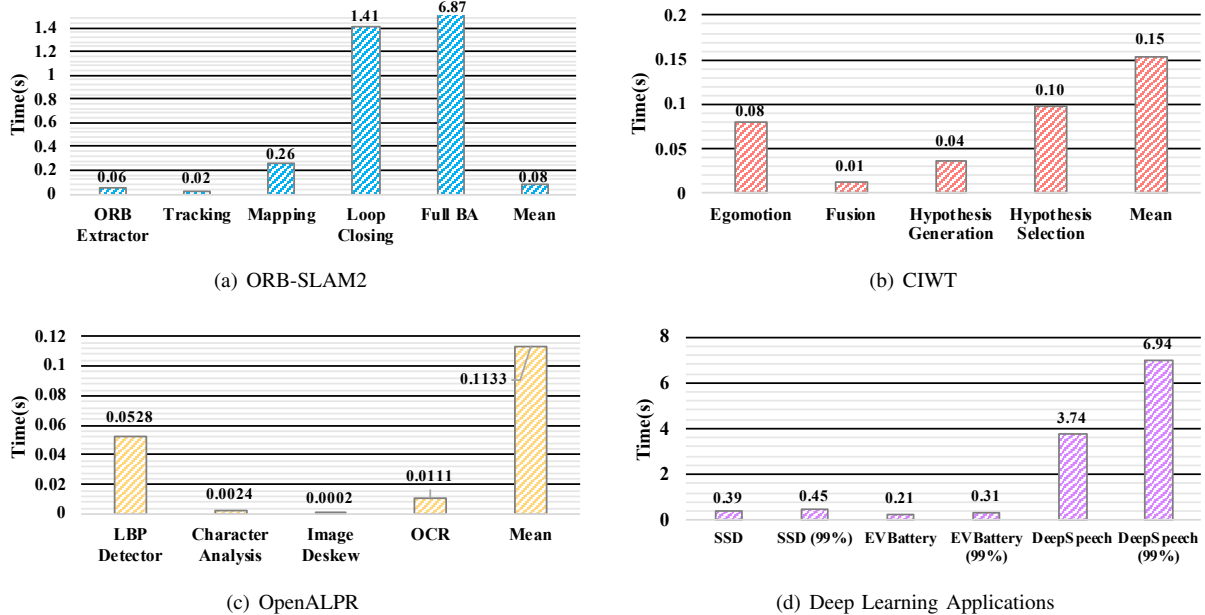 Time(s)
1.4
1.2
1
0.8
0.6
0.4
0.2
0
0.06
0.02
0.26
1.41
6.87
0.08
ORB Extractor
Tracking
Mapping
Loop Closing
Full BA
Mean
(a) ORB-SLAM2
Time(s)
0.2
0.15
0.1
0.05
0
0.08
0.01
0.04
0.10
0.15
Egomotion
Fusion
Hypothesis Generation
Hypothesis Selection
Mean
(b) CIWT
Time(s)
0.12
0.1
0.08
0.06
0.04
0.02
0
0.0528
0.0024
0.0002
0.0111
0.1133
LBP Detector
Character Analysis
Image Deskew
OCR
Mean
(c) OpenALPR
Time(s)
8
6
4
2
0
0.39
0.45
0.21
0.31
3.74
6.94
SSD
SSD (99%)
EVBattery
EVBattery (99%)
DeepSpeech
DeepSpeech (99%)
(d) Deep Learning Applications